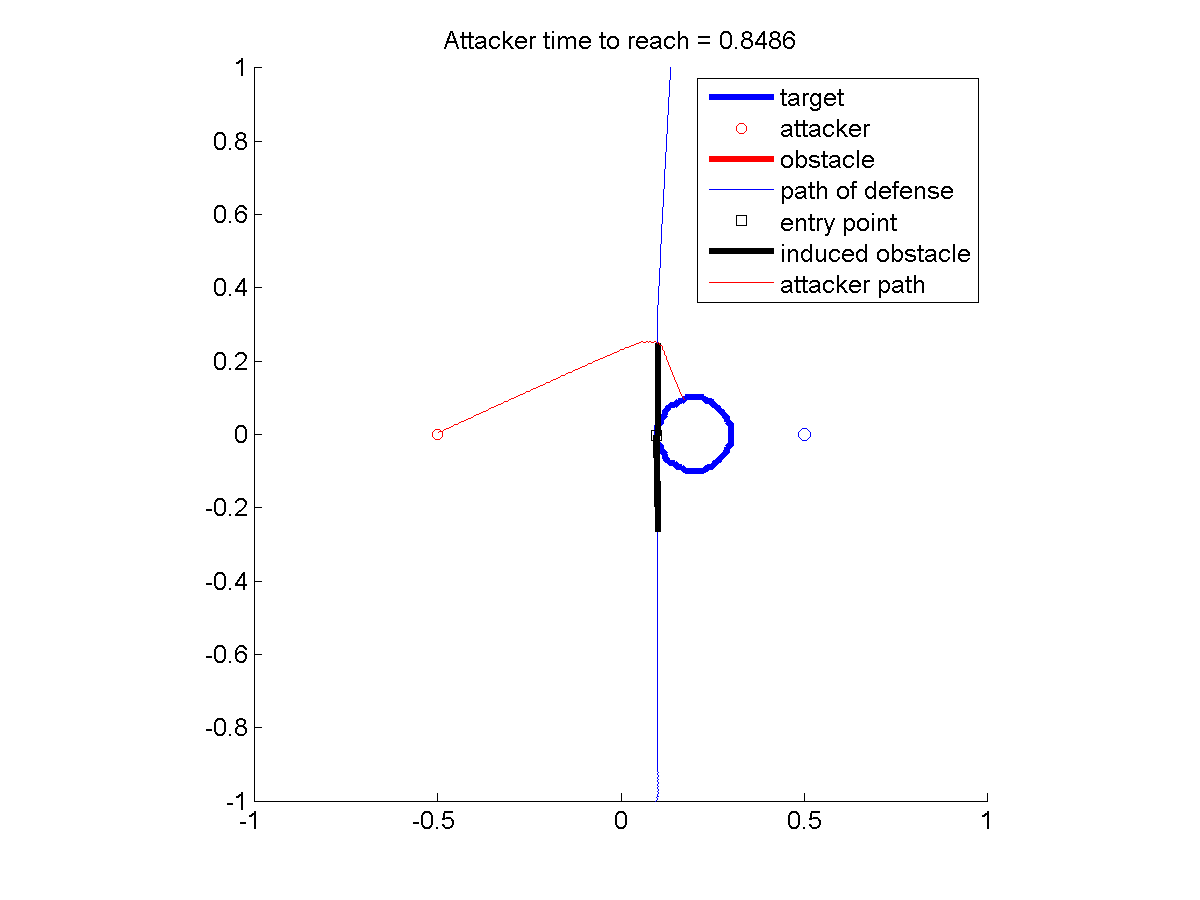 Attacker time to reach = 0.8486
1
0.8
0.6
0.4
0.2
0
-0.2
-0.4
-0.6
-0.8
-1
-1 -0.5 0 0.5 1
target
attacker
obstacle
path of defense
entry point
induced obstacle
attacker path